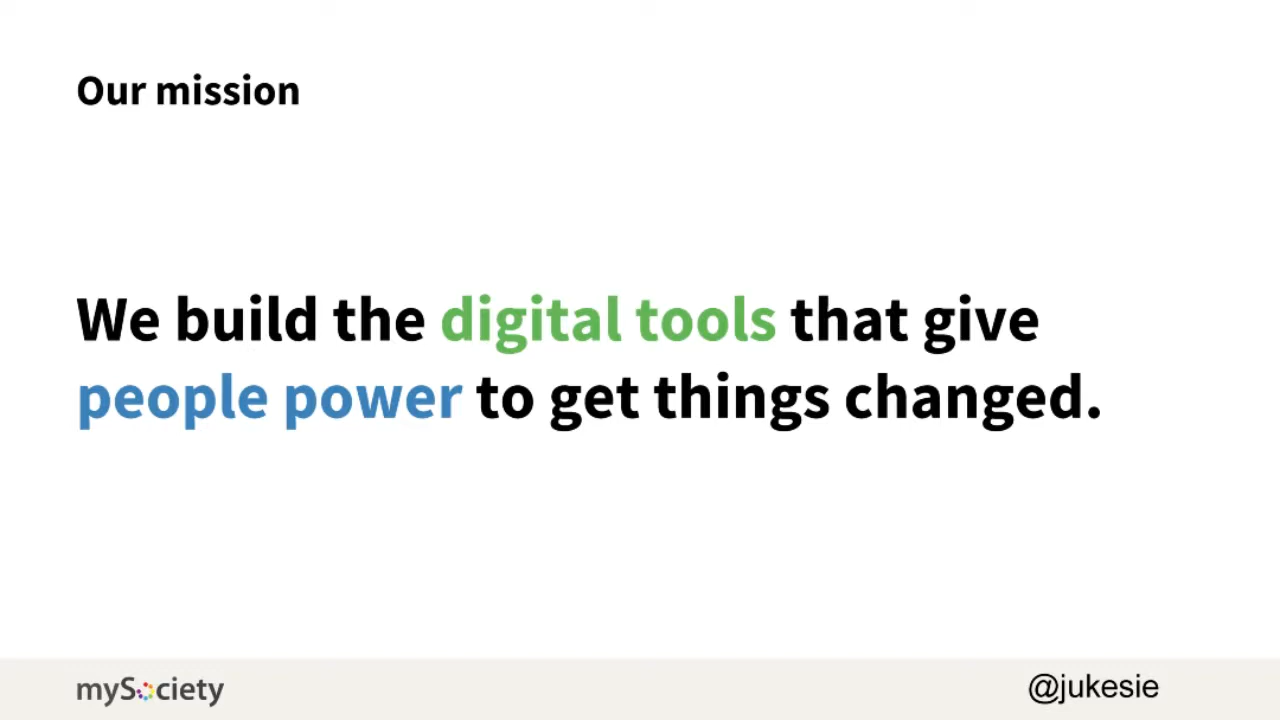 Our mission
We build the digital tools that give
people power to get things changed.
mySociety
@jukesie